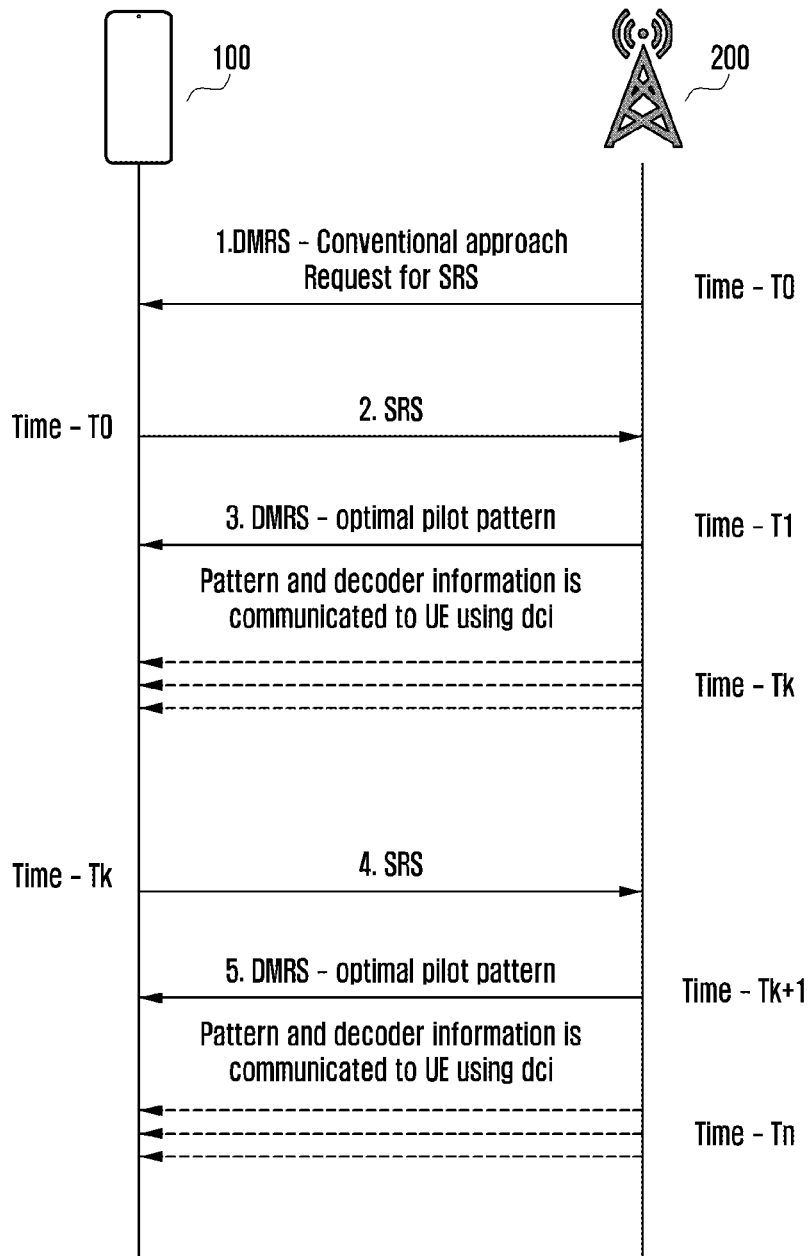 100
200
1.DMRS - Conventional approach
Request for SRS
Time - T0
2. SRS
Time - T0
3. DMRS - optimal pilot pattern
Time - T1
Pattern and decoder information is
communicated to UE using dci
Time - Tk
4. SRS
Time - Tk
5. DMRS - optimal pilot pattern
Time - Tk+1
Pattern and decoder information is
communicated to UE using dci
Time - Tn